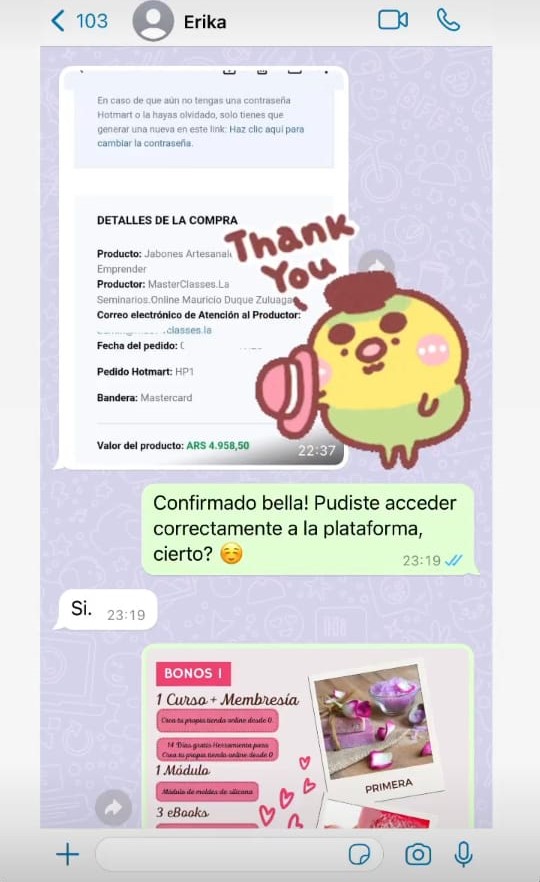 103
Erika
En caso de que aún no tengas una contraseña
Hotmart o la hayas olvidado, solo tienes que
generar una nueva en este link: Haz clic aquí para
cambiar la contraseña.
DETALLES DE LA COMPRA
Thank
You
Producto: Jabones
Emprender
Productor: MasterClasses.La
Seminarios.Online Mauricio Duque Zuluaga
Correo electrónico de Atención al Productor:
classes.la
Fecha del pedido:
Pedido Hotmart: HP1
Bandera: Mastercard
Valor del producto: ARS 4.958,50
22:37
Confirmado bella! Pudiste acceder
correctamente a la plataforma,
cierto? ☺️
23:19
Si.
23:19
BONOS I
1 Curso + Membresía
Crea tu propia tienda online desde 0
14 Días gratis Herramienta para
Crea tu propia tienda online desde 0
1 Módulo
Módulo de moldes de silicona
3 eBooks
PRIMERA